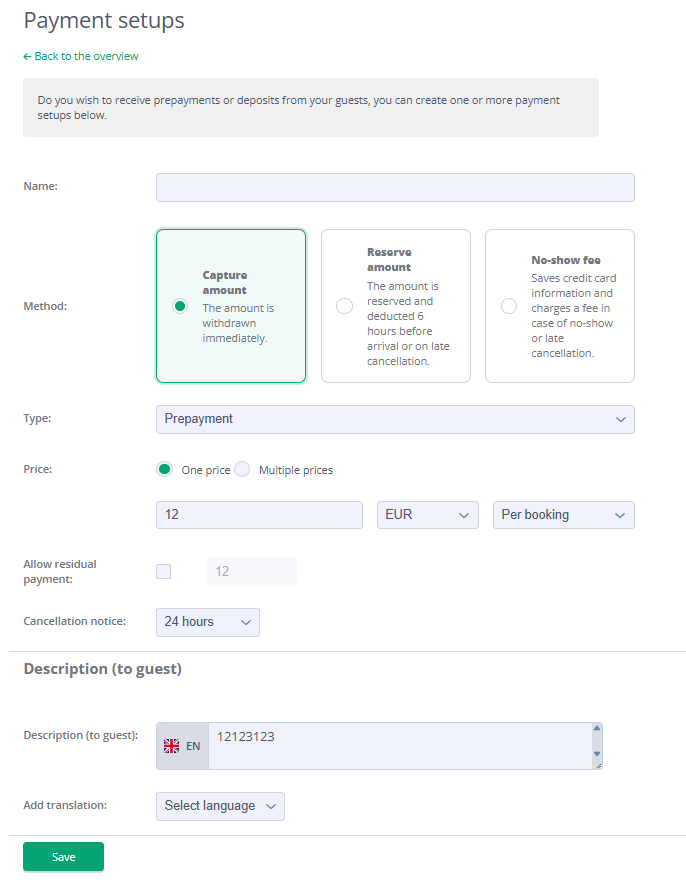 Payment setups
← Back to the overview
Do you wish to receive prepayments or deposits from your guests, you can create one or more payment
setups below.
Name:
Method:
Capture
amount
The amount is
withdrawn
immediately.
Reserve
amount
The amount is
reserved and
deducted 6
hours before
arrival or on late
cancellation.
No-show fee
Saves credit card
information and
charges a fee in
case of no-show
or late
cancellation.
Type:
Prepayment
Price:
One price
Multiple prices
12
EUR
Per booking
Allow residual
payment:
12
Cancellation notice:
24 hours
Description (to guest)
Description (to guest):
EN
12123123
Add translation:
Select language
Save